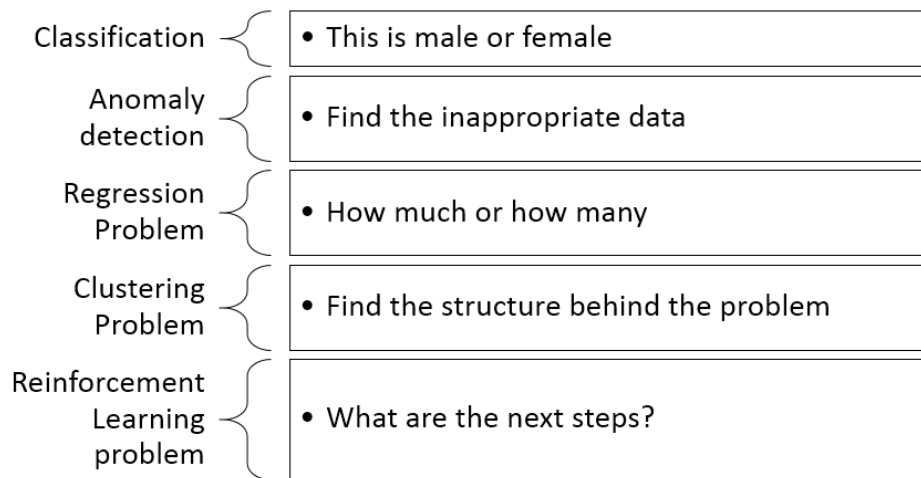 Classification
• This is male or female
Anomaly
detection
• Find the inappropriate data
Regression
Problem
• How much or how many
Clustering
Problem
• Find the structure behind the problem
Reinforcement
Learning
problem
• What are the next steps?